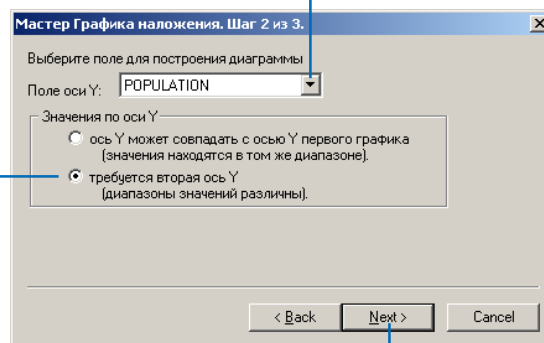 Мастер Графика наложения. Шаг 2 из 3.
Выберите поле для построения диаграммы
Поле оси Y: POPULATION
Значения по оси Y
ось Y может совпадать с осью Y первого графика
(значения находятся в том же диапазоне).
требуется вторая ось Y
(диапазоны значений различны).
< Back Next > Cancel